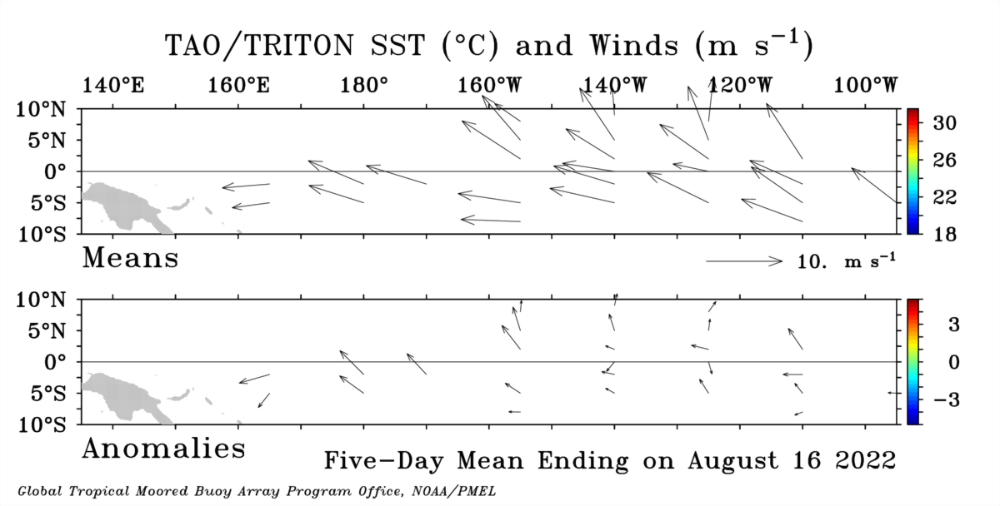 TAO/TRITON SST (°C) and Winds (m s⁻¹)
140°E 160°E 180° 160°W 140°W 120°W 100°W
10°N
5°N
0°
5°S
10°S
30
26
22
18
Means
10. m s⁻¹
10°N
5°N
0°
5°S
10°S
3
0
−3
Anomalies
Five−Day Mean Ending on August 16 2022
Global Tropical Moored Buoy Array Program Office, NOAA/PMEL